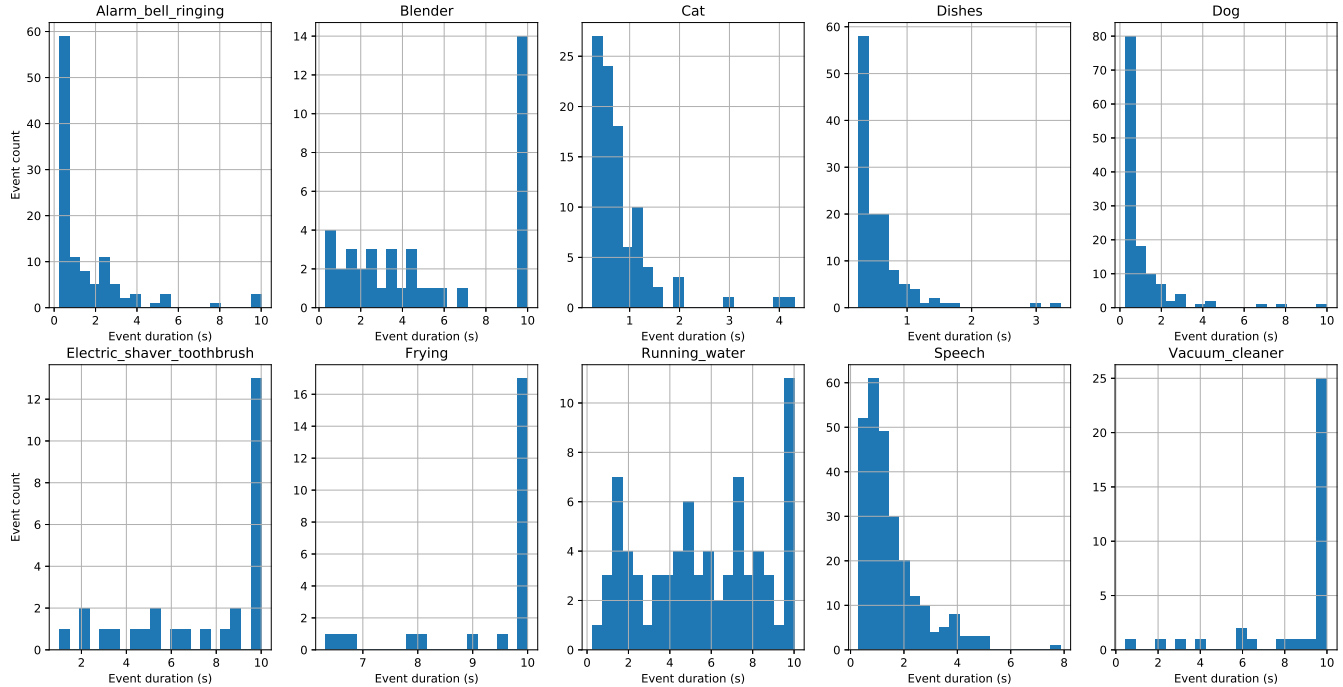 Alarm_bell_ringing
Blender
Cat
Dishes
Dog
Event count
60
50
40
30
20
10
0
0 2 4 6 8 10
Event duration (s)
14
12
10
8
6
4
2
0
0 2 4 6 8 10
Event duration (s)
25
20
15
10
5
0
1 2 3 4
Event duration (s)
60
50
40
30
20
10
0
1 2 3
Event duration (s)
80
70
60
50
40
30
20
10
0
0 2 4 6 8 10
Event duration (s)
Electric_shaver_toothbrush
Frying
Running_water
Speech
Vacuum_cleaner
Event count
12
10
8
6
4
2
0
2 4 6 8 10
Event duration (s)
16
14
12
10
8
6
4
2
0
7 8 9 10
Event duration (s)
10
8
6
4
2
0
0 2 4 6 8 10
Event duration (s)
60
50
40
30
20
10
0
0 2 4 6 8
Event duration (s)
25
20
15
10
5
0
0 2 4 6 8 10
Event duration (s)